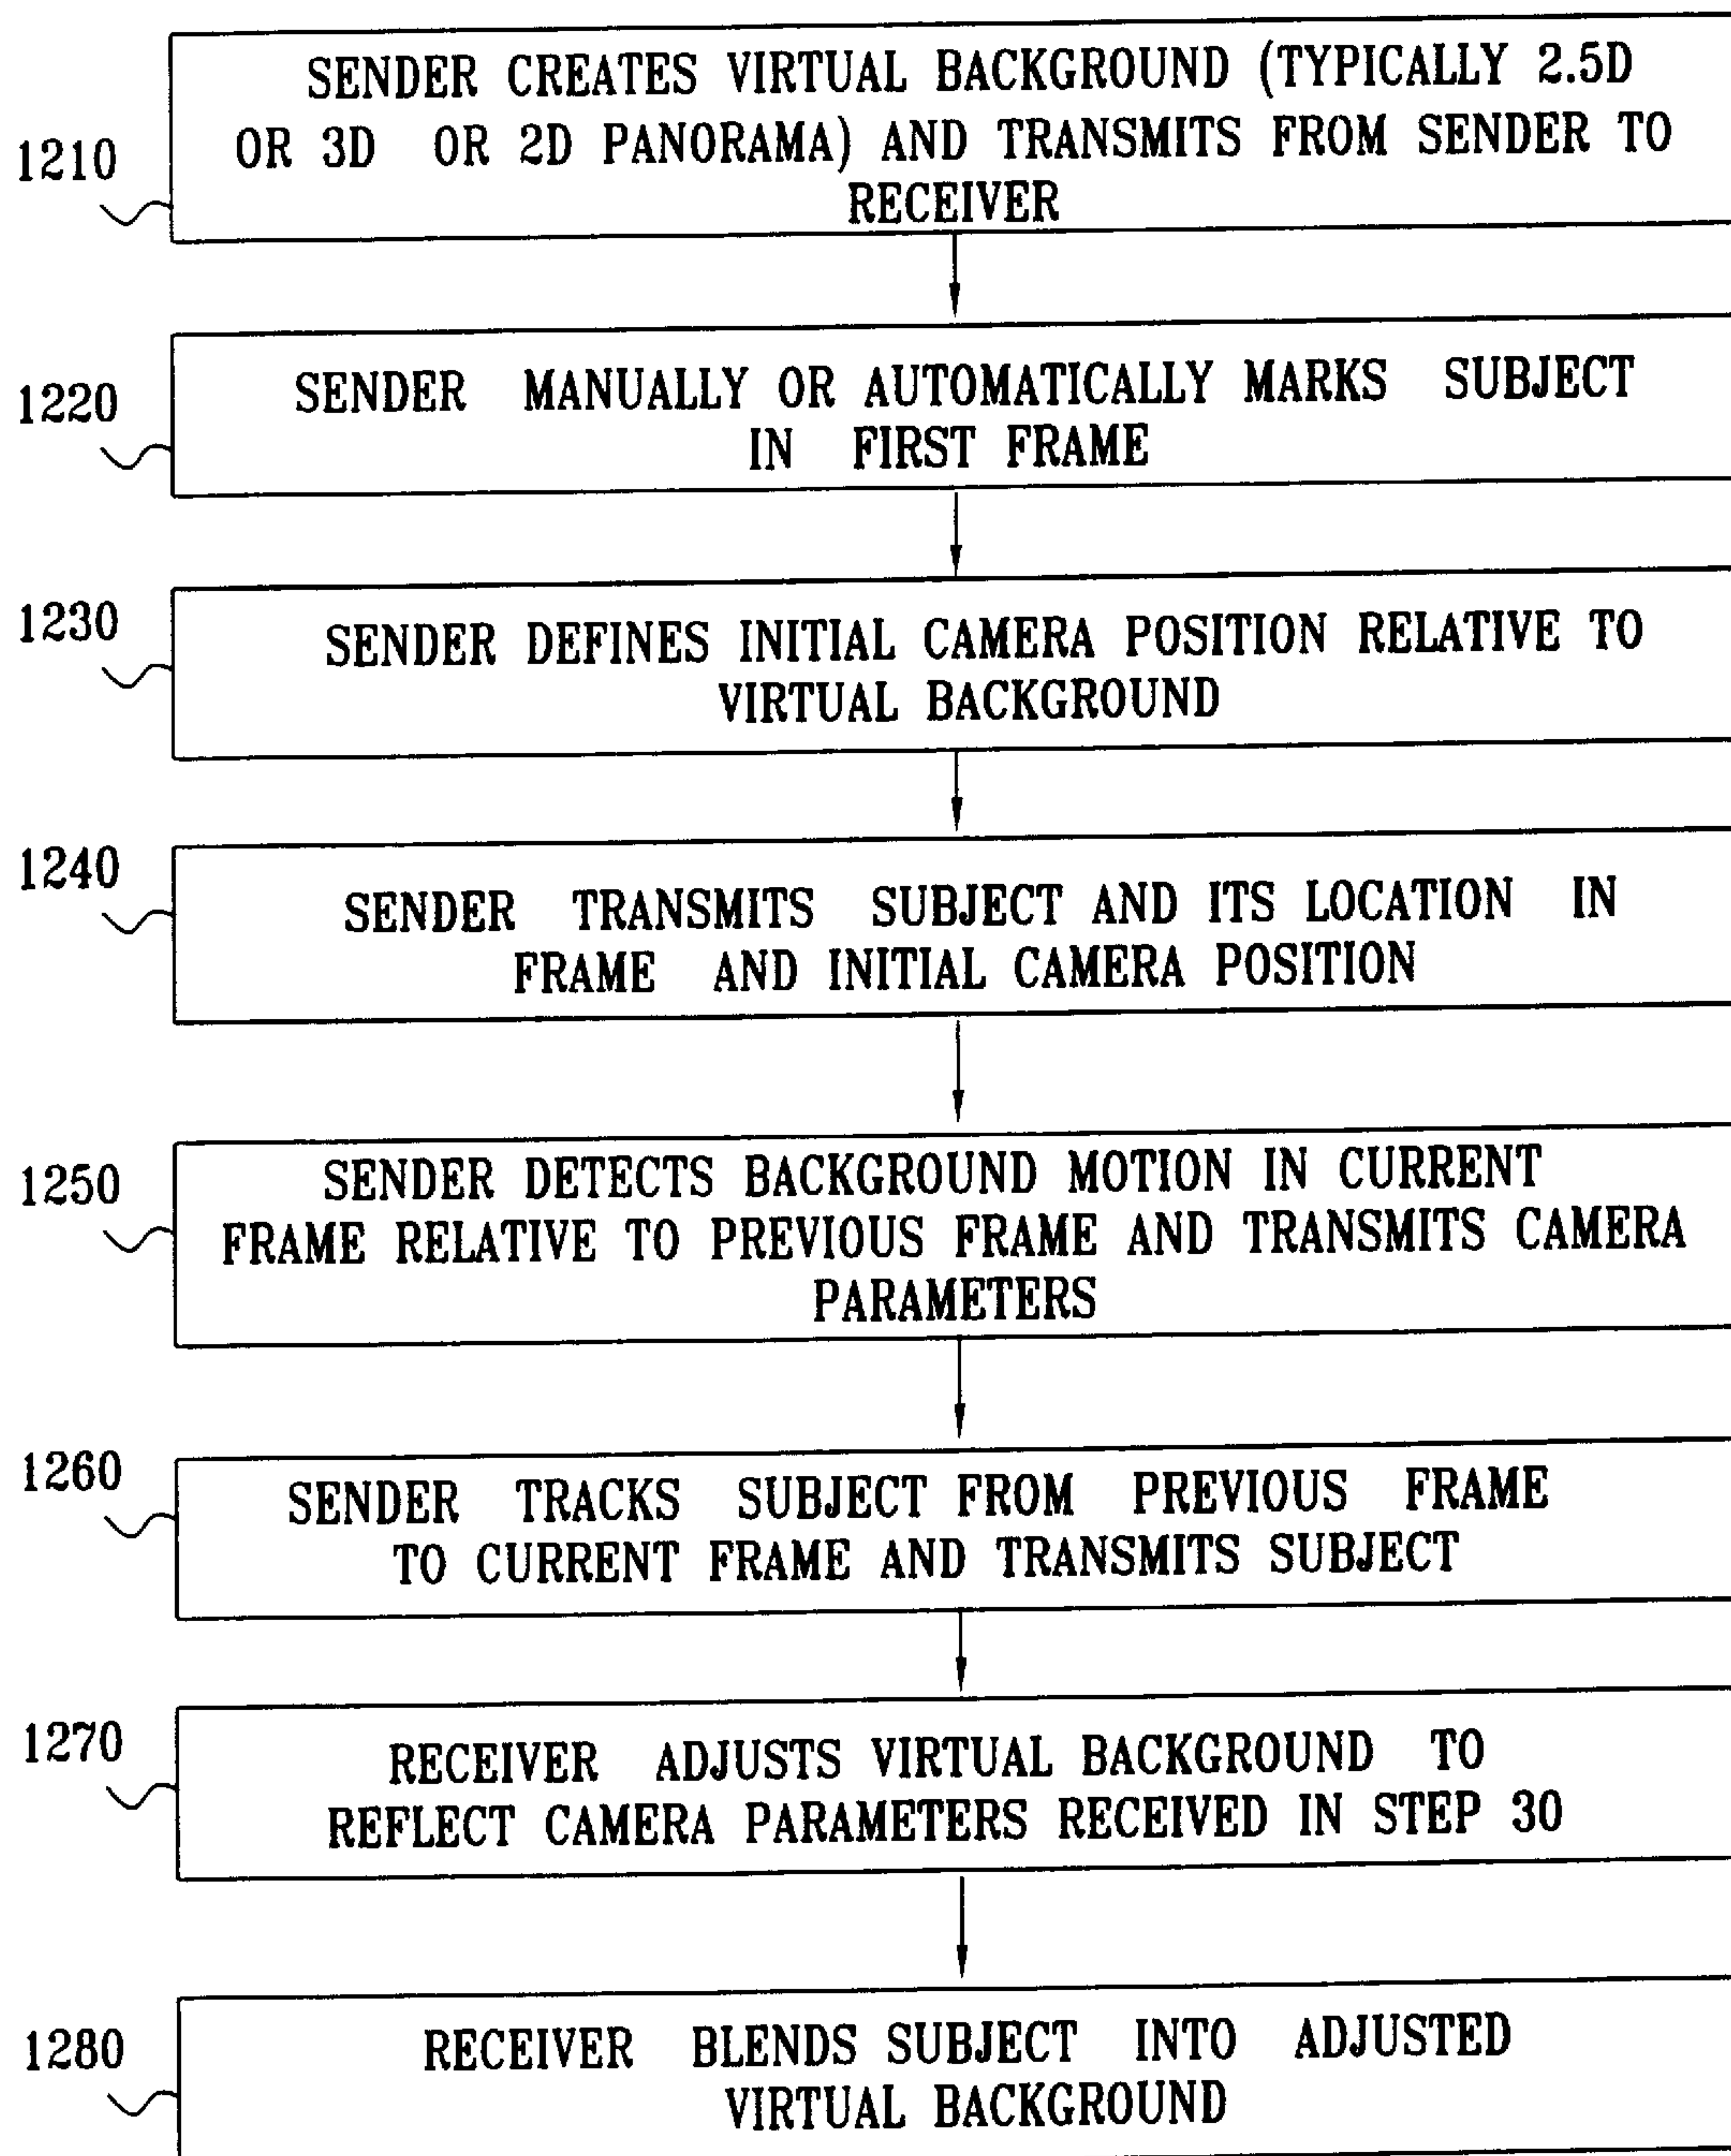 1210
SENDER CREATES VIRTUAL BACKGROUND (TYPICALLY 2.5D
OR 3D OR 2D PANORAMA) AND TRANSMITS FROM SENDER TO
RECEIVER
1220
SENDER MANUALLY OR AUTOMATICALLY MARKS SUBJECT
IN FIRST FRAME
1230
SENDER DEFINES INITIAL CAMERA POSITION RELATIVE TO
VIRTUAL BACKGROUND
1240
SENDER TRANSMITS SUBJECT AND ITS LOCATION IN
FRAME AND INITIAL CAMERA POSITION
1250
SENDER DETECTS BACKGROUND MOTION IN CURRENT
FRAME RELATIVE TO PREVIOUS FRAME AND TRANSMITS CAMERA
PARAMETERS
1260
SENDER TRACKS SUBJECT FROM PREVIOUS FRAME
TO CURRENT FRAME AND TRANSMITS SUBJECT
1270
RECEIVER ADJUSTS VIRTUAL BACKGROUND TO
REFLECT CAMERA PARAMETERS RECEIVED IN STEP 30
1280
RECEIVER BLENDS SUBJECT INTO ADJUSTED
VIRTUAL BACKGROUND